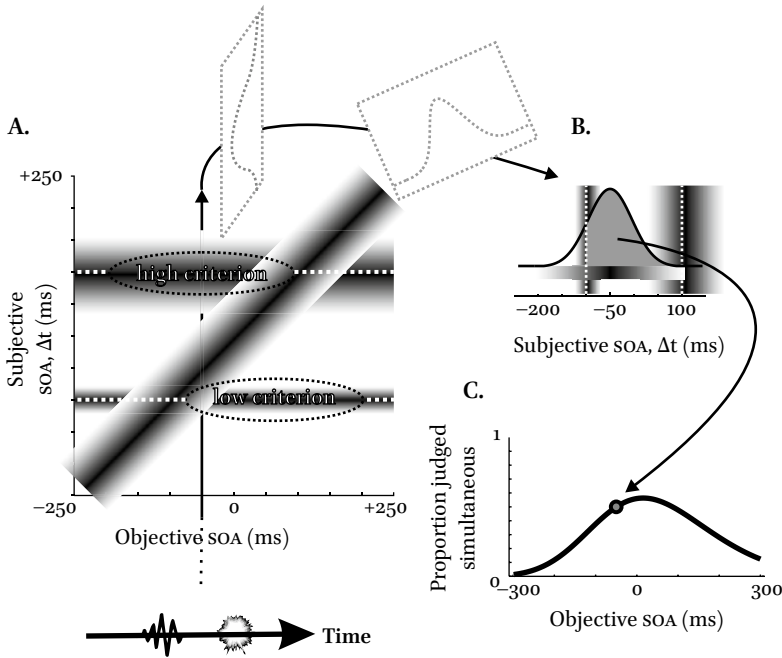 A.
B.
+250
high criterion
Subjective
SOA, Δt (ms)
low criterion
−250
0
+250
Objective SOA (ms)
−200
−50
100
Subjective SOA, Δt (ms)
C.
1
Proportion judged
simultaneous
0
−300
0
300
Objective SOA (ms)
Time